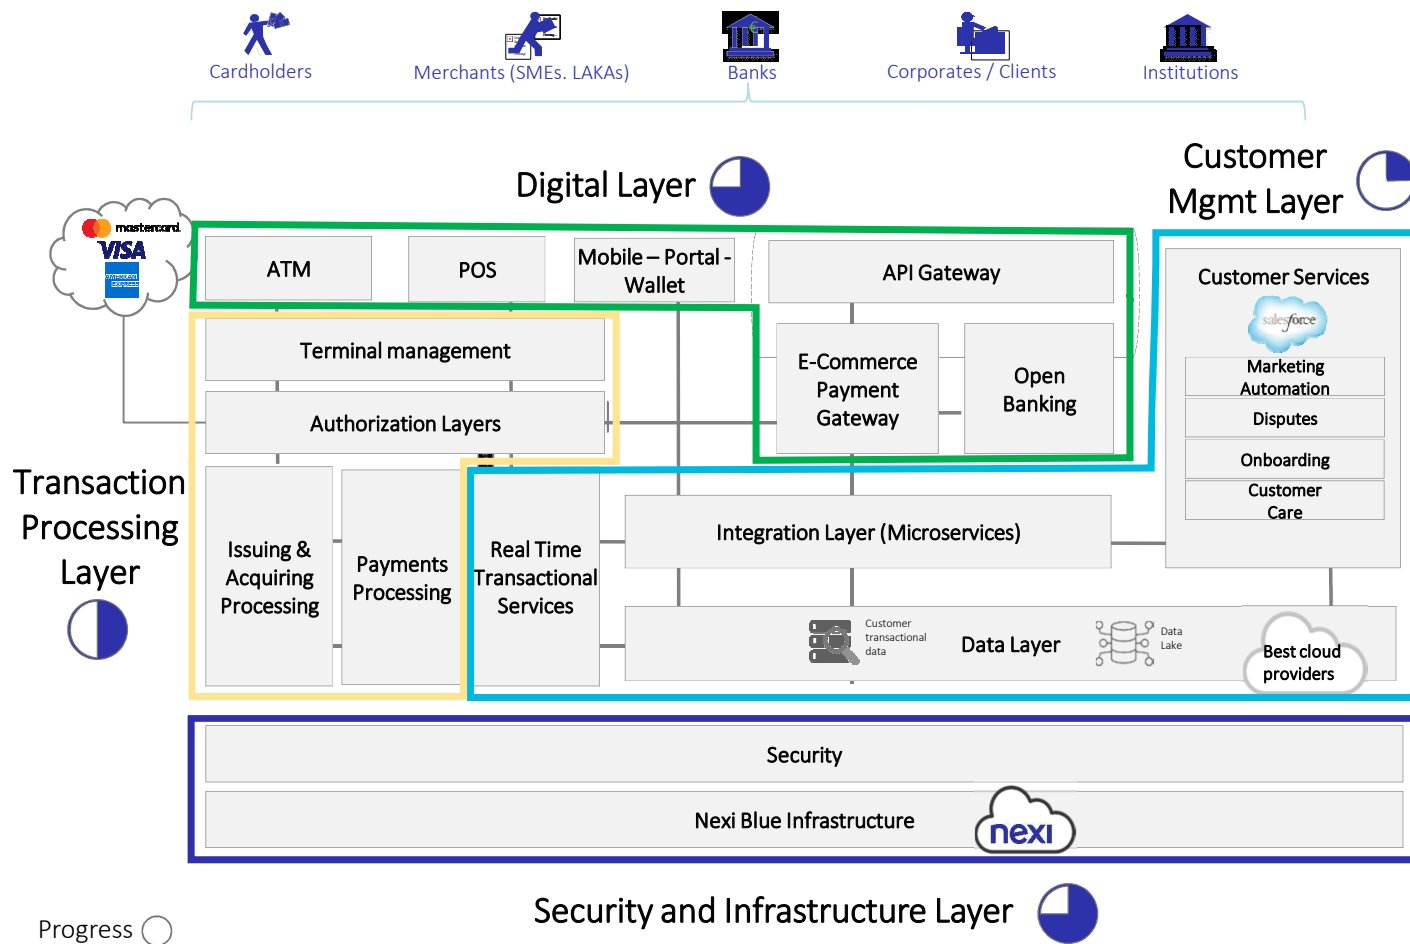 Cardholders
Merchants (SMEs. LAKAs)
Banks
Corporates / Clients
Institutions
Digital Layer
Customer
Mgmt Layer
mastercard.
VISA
AMERICAN
EXPRESS
ATM
POS
Mobile – Portal -
Wallet
API Gateway
Customer Services
salesforce
Terminal management
E-Commerce
Payment
Gateway
Open
Banking
Marketing
Automation
Authorization Layers
Disputes
Onboarding
Customer
Care
Transaction
Processing
Layer
Issuing &
Acquiring
Processing
Payments
Processing
Real Time
Transactional
Services
Integration Layer (Microservices)
Customer
transactional
data
Data Layer
Data
Lake
Best cloud
providers
Security
Nexi Blue Infrastructure
nexi
Security and Infrastructure Layer
Progress